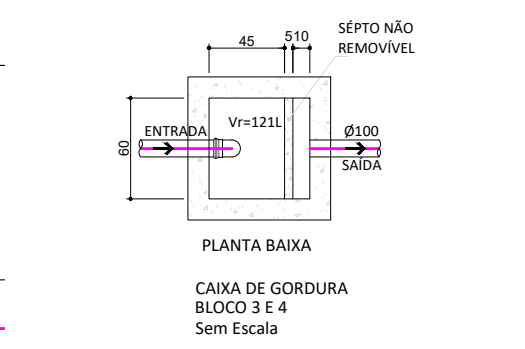 SÉPTO NÃO
REMOVÍVEL
45
510
60
ENTRADA
Vr=121L
Ø100
SAÍDA
PLANTA BAIXA
CAIXA DE GORDURA
BLOCO 3 E 4
Sem Escala